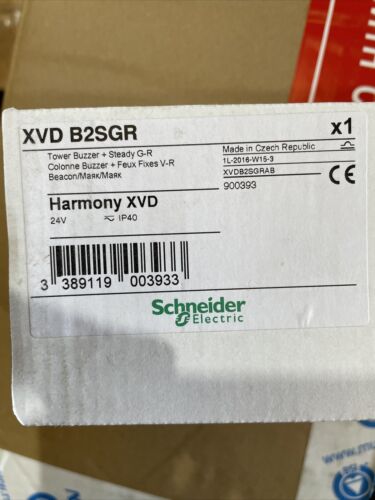 XVD B2SGR
x1
Tower Buzzer + Steady G-R
Colonne Buzzer + Feux Fixes V-R
Beacon/Маяк/Маяк
Made in Czech Republic
1L-2016-W15-3
XVDB2SGRAB
900393
CE
Harmony XVD
24V IP40
3 389119 003933
Schneider
Electric